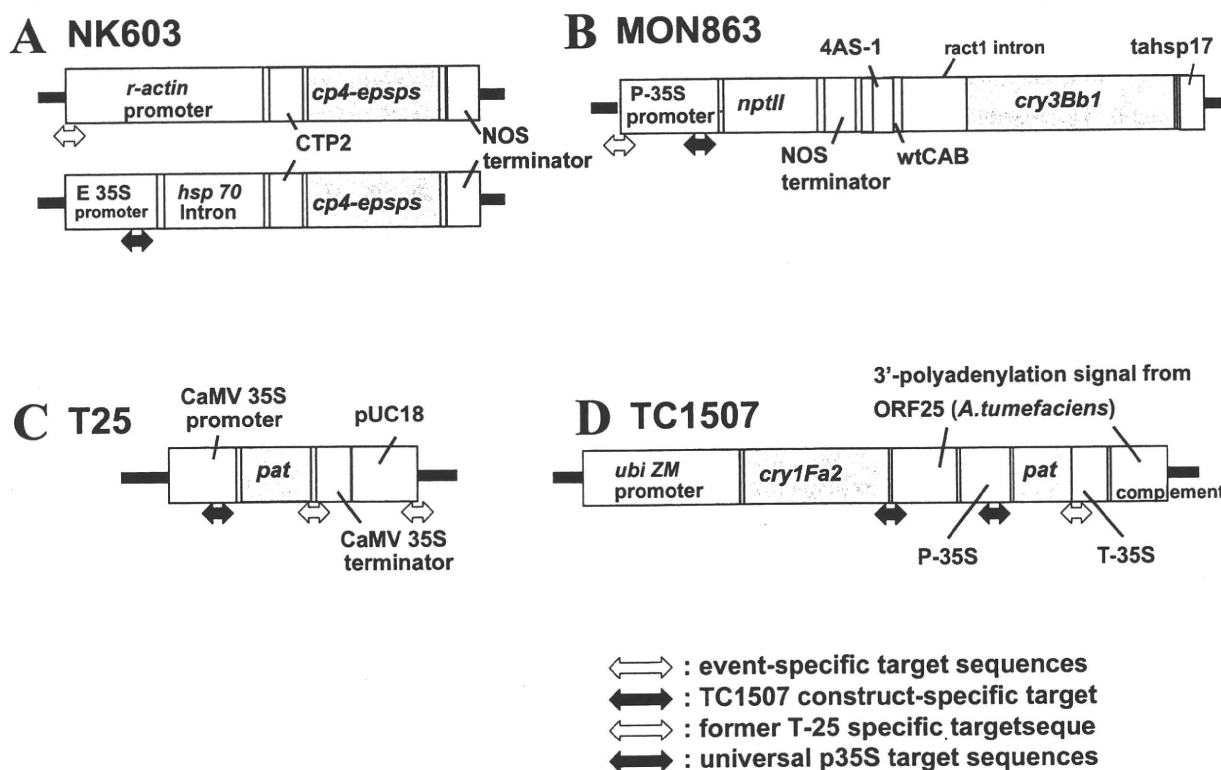 A NK603
r-actin
promoter
cp4-epsps
CTP2
NOS
terminator
E 35S
promoter
hsp 70
Intron
cp4-epsps
B MON863
4AS-1
ract1 intron
tahsp17
P-35S
promoter
nptII
cry3Bb1
NOS
terminator
wtCAB
C T25
CaMV 35S
promoter
pUC18
pat
CaMV 35S
terminator
D TC1507
3'-polyadenylation signal from
ORF25 (A.tumefaciens)
ubi ZM
promoter
cry1Fa2
pat
complement
P-35S
T-35S
: event-specific target sequences
: TC1507 construct-specific target
: former T-25 specific targetseque
: universal p35S target sequences